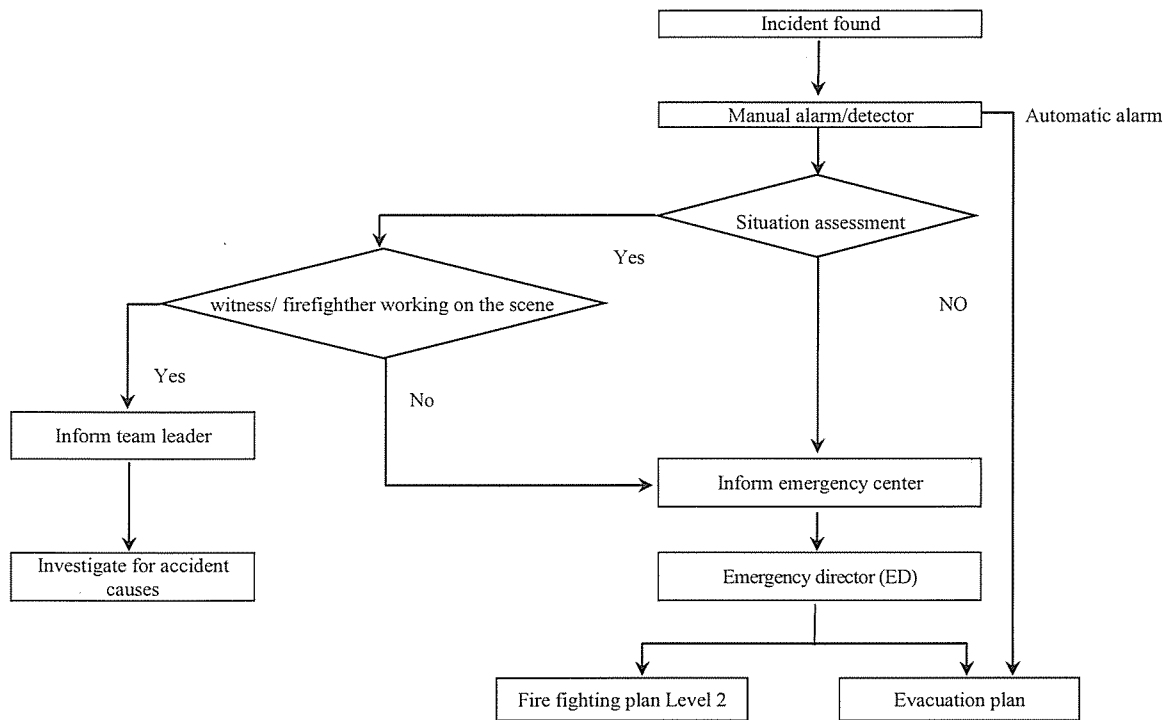 Incident found
Manual alarm/detector
Automatic alarm
Situation assessment
Yes
witness/ firefighther working on the scene
NO
Yes
No
Inform team leader
Inform emergency center
Investigate for accident
causes
Emergency director (ED)
Fire fighting plan Level 2
Evacuation plan